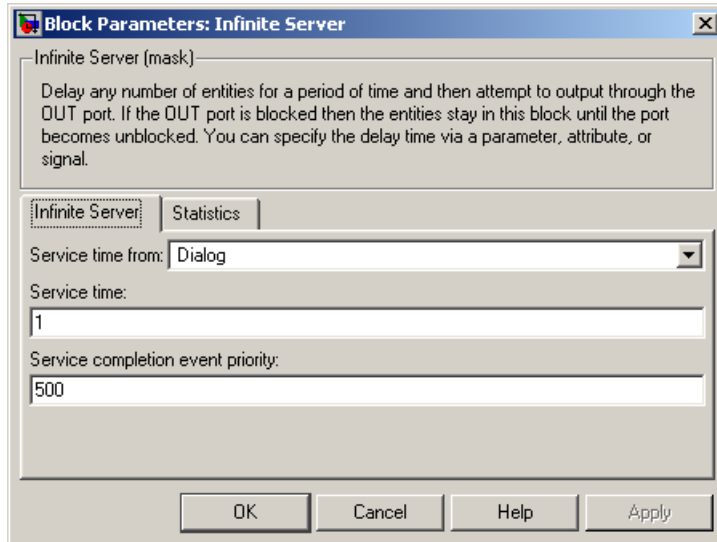 Block Parameters: Infinite Server
Infinite Server (mask)
Delay any number of entities for a period of time and then attempt to output through the
OUT port. If the OUT port is blocked then the entities stay in this block until the port
becomes unblocked. You can specify the delay time via a parameter, attribute, or
signal.
Infinite Server Statistics
Service time from: Dialog
Service time:
1
Service completion event priority:
500
OK Cancel Help Apply